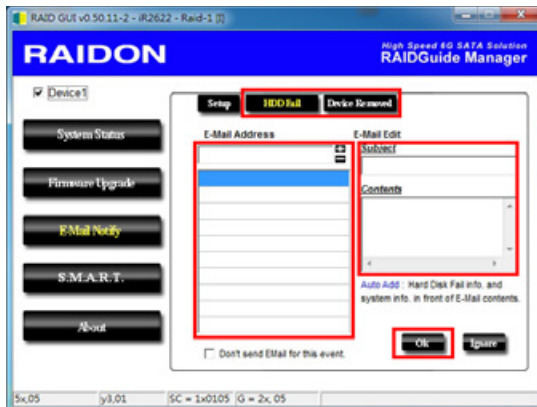 RAID GUI v0.50.11-2 - iR2622 - Raid-1 []
RAIDON
High Speed 6G SATA Solution
RAIDGuide Manager
Device1
Setup
HDD Fail
Device Removed
System Status
Firmware Upgrade
E-Mail Notify
S.M.A.R.T.
About
E-Mail Address
E-Mail Edit
Subject
Contents
Auto Add : Hard Disk Fail info. and
system info. in front of E-Mail contents.
Don't send EMail for this event.
Ok
Ignore
5x,05
y3,01
SC = 1x0105
G = 2x, 05